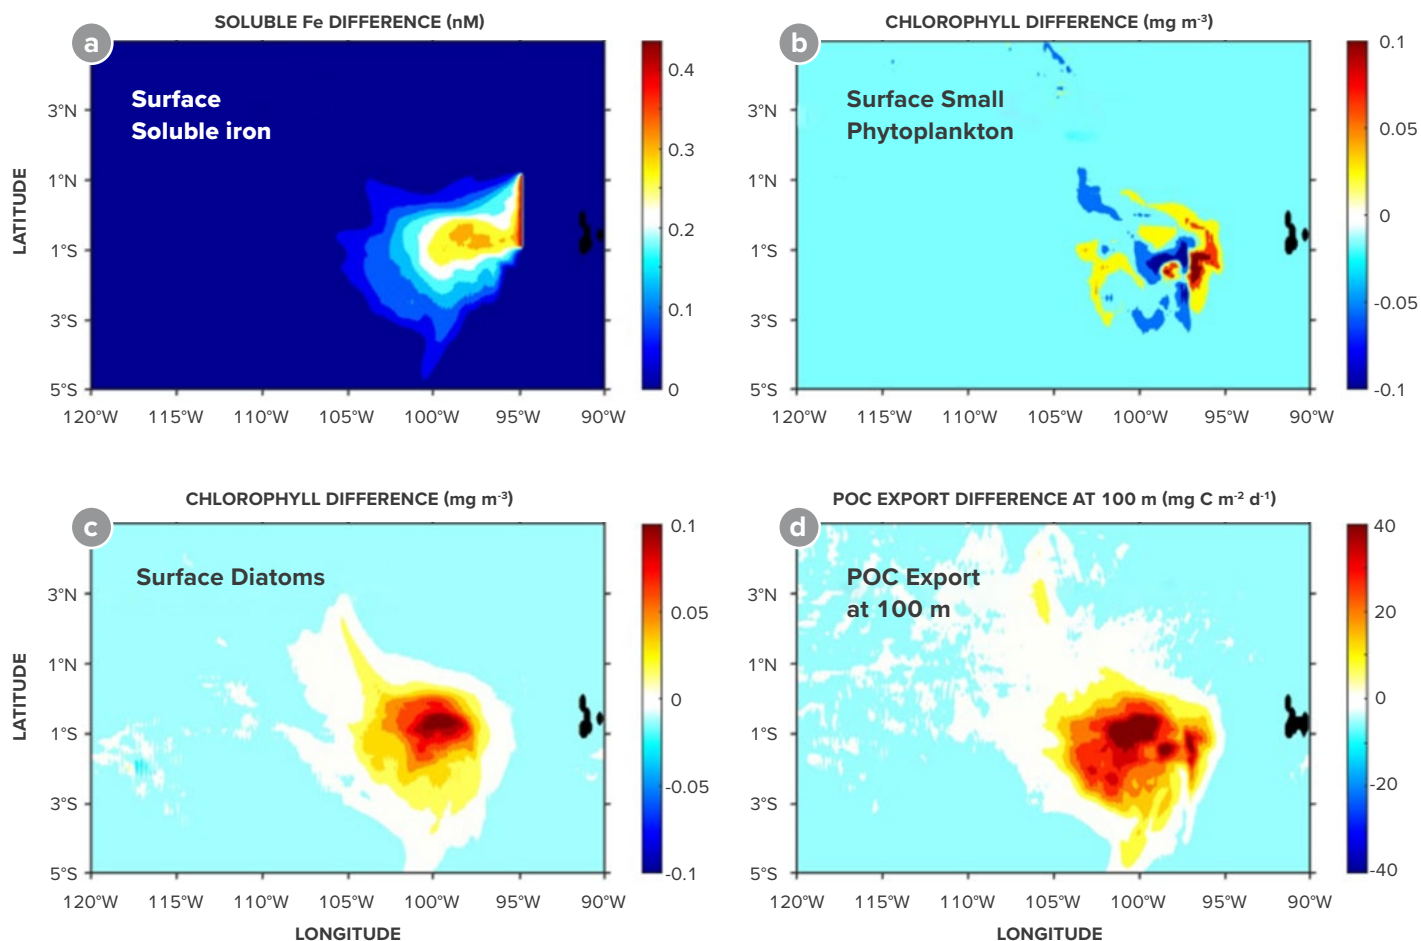 SOLUBLE Fe DIFFERENCE (nM)
a
Surface
Soluble iron
LATITUDE
3°N
1°N
1°S
3°S
5°S
120°W 115°W 110°W 105°W 100°W 95°W 90°W
0.4
0.3
0.2
0.1
0
CHLOROPHYLL DIFFERENCE (mg m⁻³)
b
Surface Small
Phytoplankton
3°N
1°N
1°S
3°S
5°S
120°W 115°W 110°W 105°W 100°W 95°W 90°W
0.1
0.05
0
-0.05
-0.1
CHLOROPHYLL DIFFERENCE (mg m⁻³)
c
Surface Diatoms
LATITUDE
3°N
1°N
1°S
3°S
5°S
120°W 115°W 110°W 105°W 100°W 95°W 90°W
LONGITUDE
0.1
0.05
0
-0.05
-0.1
POC EXPORT DIFFERENCE AT 100 m (mg C m⁻² d⁻¹)
d
POC Export
at 100 m
3°N
1°N
1°S
3°S
5°S
120°W 115°W 110°W 105°W 100°W 95°W 90°W
LONGITUDE
40
20
0
-20
-40